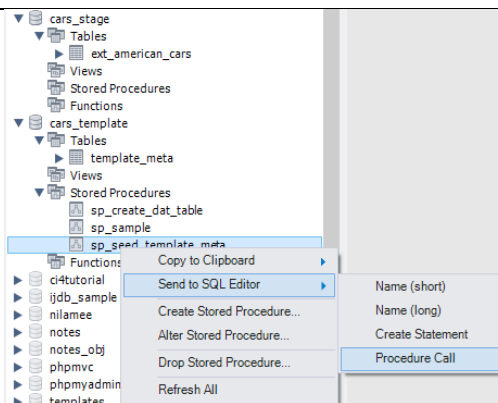 cars_stage
Tables
ext_american_cars
Views
Stored Procedures
Functions
cars_template
Tables
template_meta
Views
Stored Procedures
sp_create_dat_table
sp_sample
sp_seed_template_meta
Functions
ci4tutorial
ijdb_sample
nilamee
notes
notes_obj
phpmvc
phpmyadmin
templates
Copy to Clipboard
Send to SQL Editor
Create Stored Procedure...
Alter Stored Procedure...
Drop Stored Procedure...
Refresh All
Name (short)
Name (long)
Create Statement
Procedure Call